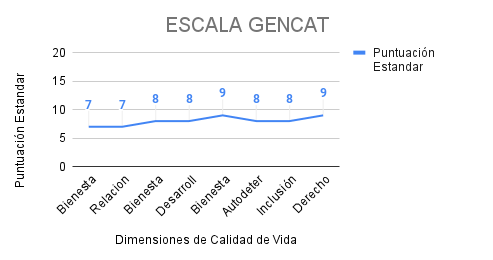 ESCALA GENCAT
20
15
10
5
0
7 7 8 8 9 8 8 9
Puntuación
Estandar
Puntuación Estandar
Bienesta
Relacion
Bienesta
Desarroll
Bienesta
Autodeter
Inclusión
Derecho
Dimensiones de Calidad de Vida